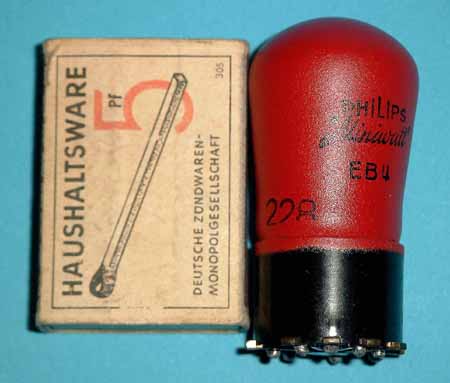 HAUSHALTSWARE
5
Pf
305
DEUTSCHE ZÜNDWAREN-
MONOPOLGESELLSCHAFT
PHILIPS
Miniwatt
EB4
228